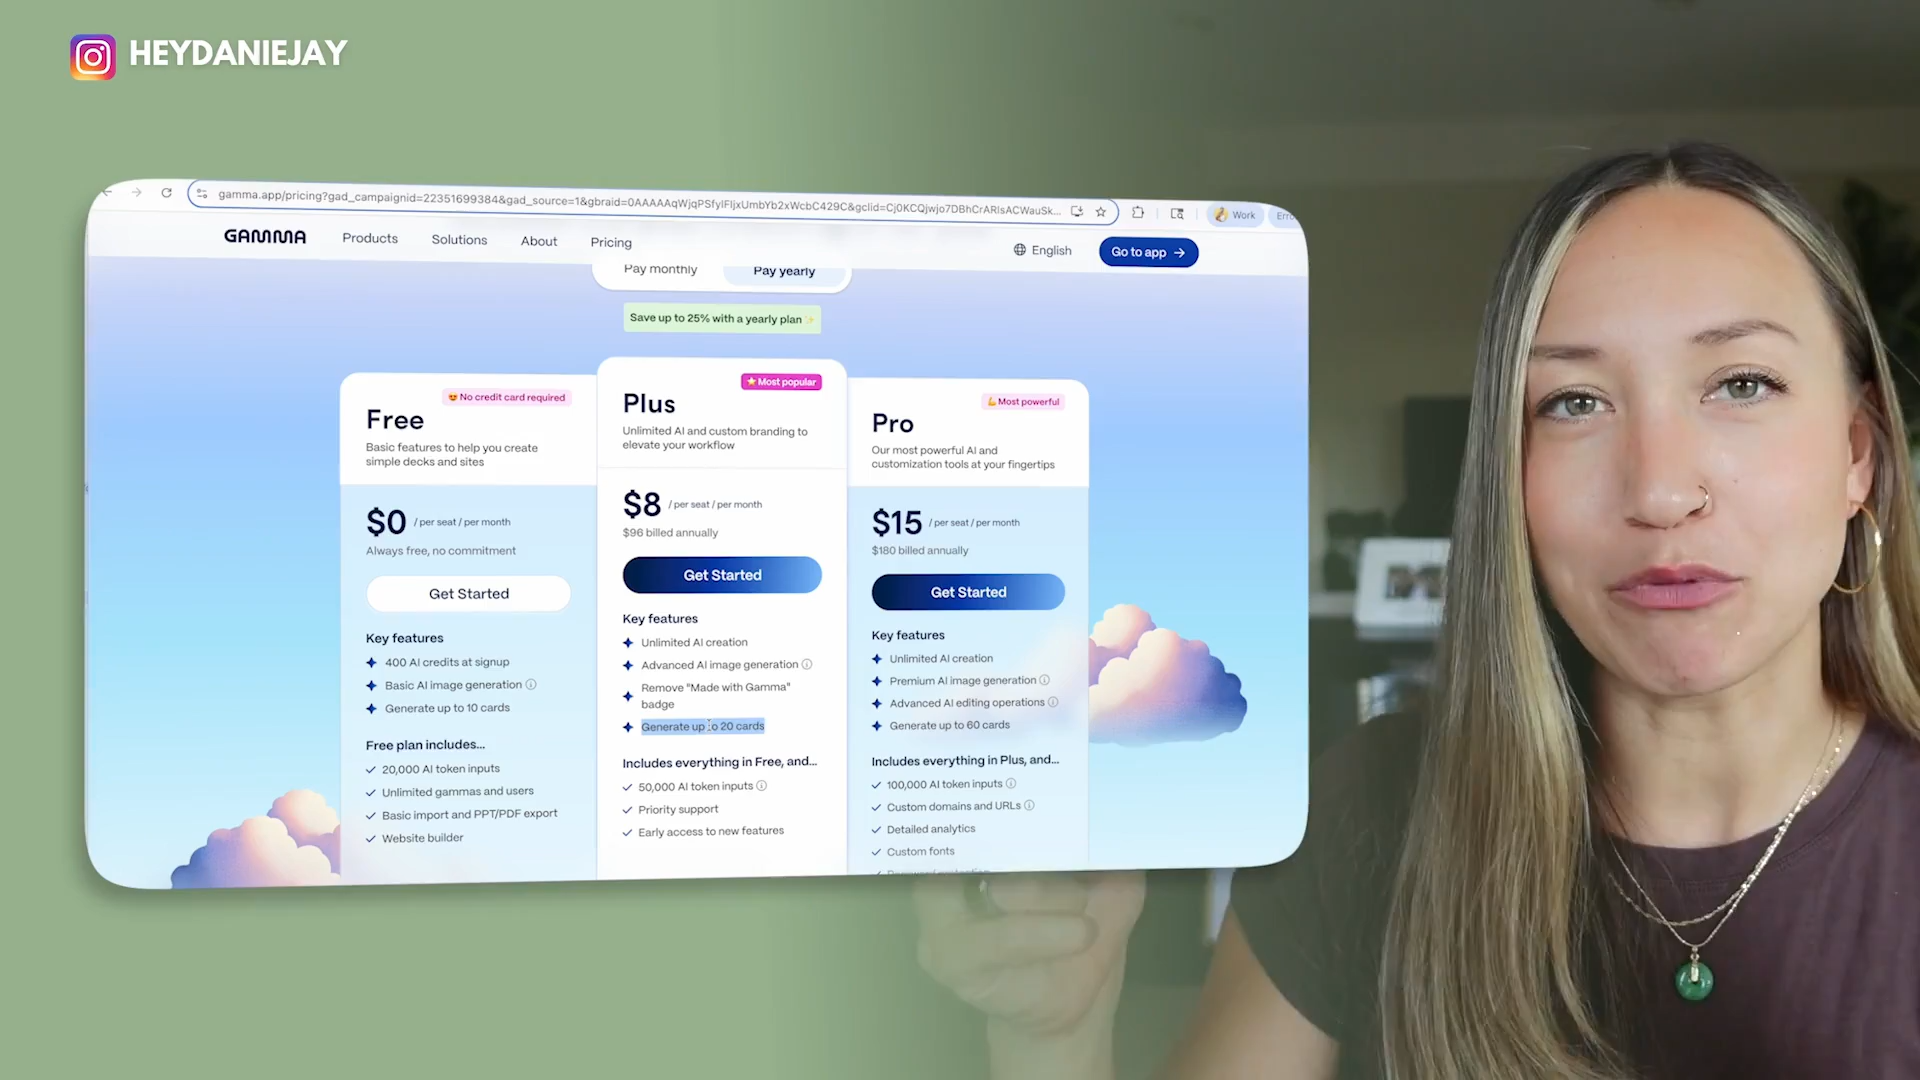 HEYDANIEJAY
gamma.app/pricing?gad_campaignid=22351699384&gad_source=1&gbraid=0AAAAAqWjqPSfyIFIjxUmbYb2xWcbC429C&gclid=Cj0KCQjwjo7DBhCrARIsACWauSk...
Work
GAMMA
Products
Solutions
About
Pricing
English
Go to app →
Pay monthly
Pay yearly
Save up to 25% with a yearly plan
No credit card required
Free
Basic features to help you create
simple decks and sites
$0 / per seat / per month
Always free, no commitment
Get Started
Key features
400 AI credits at signup
Basic AI image generation
Generate up to 10 cards
Free plan includes...
20,000 AI token inputs
Unlimited gammas and users
Basic import and PPT/PDF export
Website builder
Most popular
Plus
Unlimited AI and custom branding to
elevate your workflow
$8 / per seat / per month
$96 billed annually
Get Started
Key features
Unlimited AI creation
Advanced AI image generation
Remove "Made with Gamma"
badge
Generate up to 20 cards
Includes everything in Free, and...
50,000 AI token inputs
Priority support
Early access to new features
Most powerful
Pro
Our most powerful AI and
customization tools at your fingertips
$15 / per seat / per month
$180 billed annually
Get Started
Key features
Unlimited AI creation
Premium AI image generation
Advanced AI editing operations
Generate up to 60 cards
Includes everything in Plus, and...
100,000 AI token inputs
Custom domains and URLs
Detailed analytics
Custom fonts